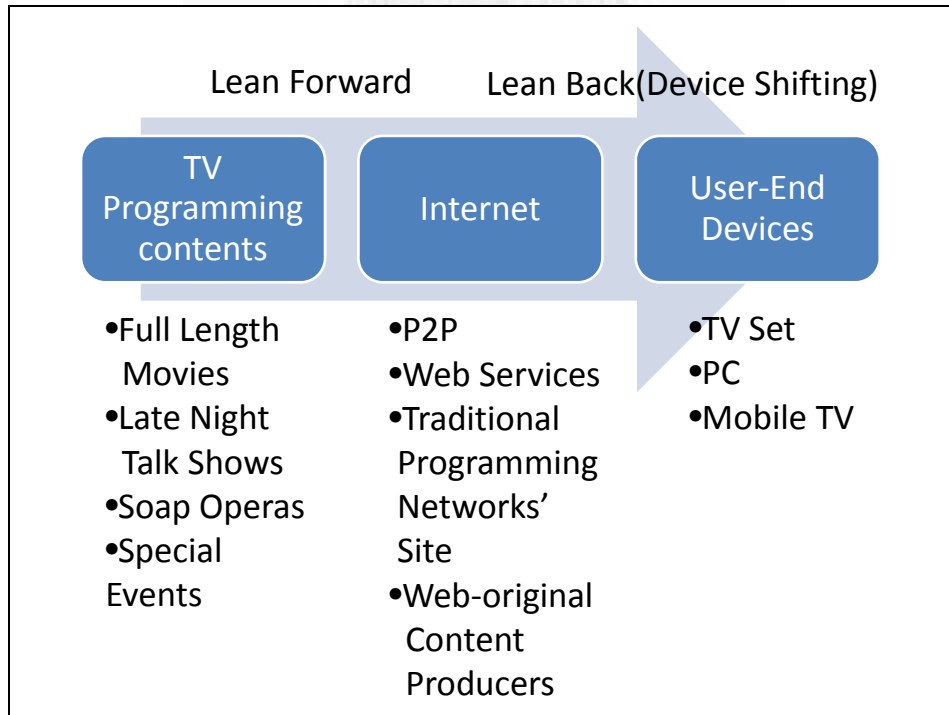 Lean Forward
Lean Back(Device Shifting)
TV
Programming
contents
Internet
User-End
Devices
•Full Length
Movies
•Late Night
Talk Shows
•Soap Operas
•Special
Events
•P2P
•Web Services
•Traditional
Programming
Networks’
Site
•Web-original
Content
Producers
•TV Set
•PC
•Mobile TV